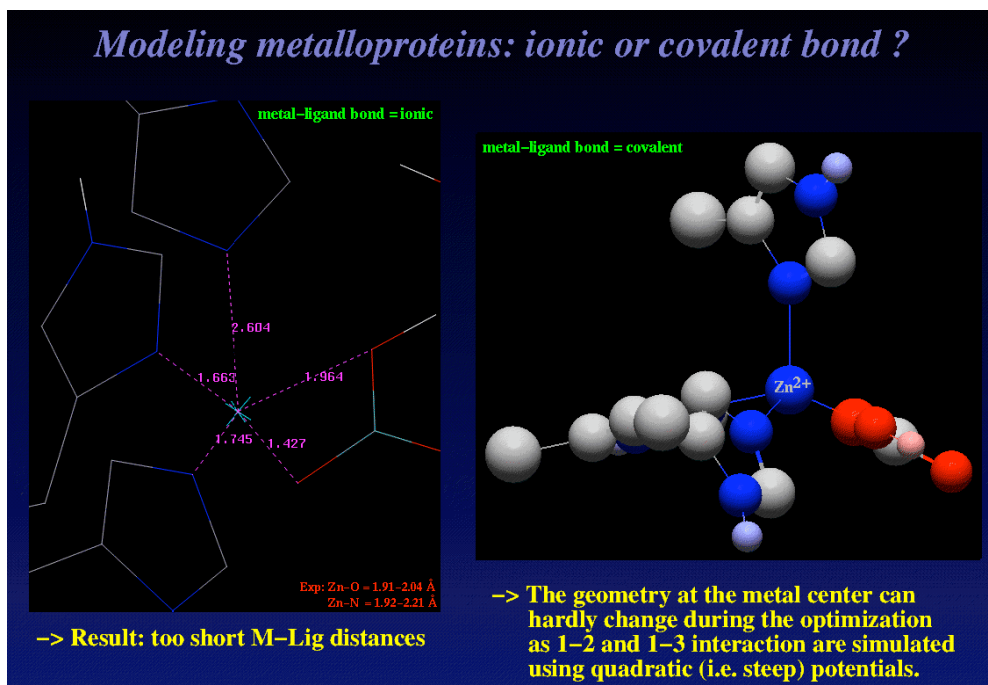 Modeling metalloproteins: ionic or covalent bond ?
metal-ligand bond = ionic
2.604
1.663
1.964
1.745
1.427
Exp: Zn-O = 1.91-2.04 Å
Zn-N = 1.92-2.21 Å
-> Result: too short M-Lig distances
metal-ligand bond = covalent
Zn2+
-> The geometry at the metal center can
hardly change during the optimization
as 1-2 and 1-3 interaction are simulated
using quadratic (i.e. steep) potentials.